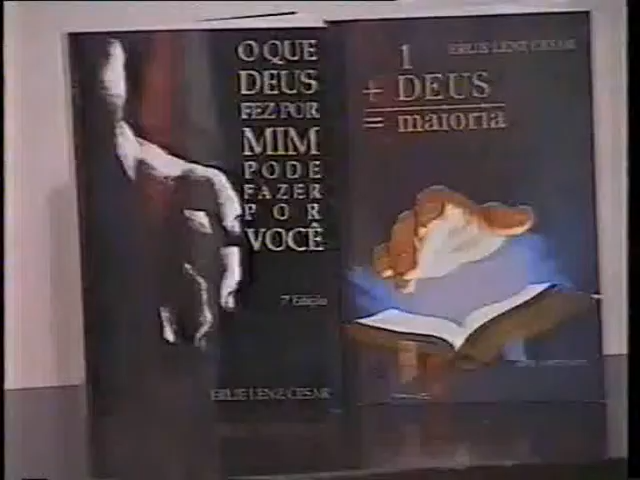 O QUE
DEUS
FEZ POR
MIM
PODE
FAZER
POR
VOCÊ
7ª Edição
ERLIE LENZ CESAR
ERLIE LENZ CESAR
1
+ DEUS
= maioria